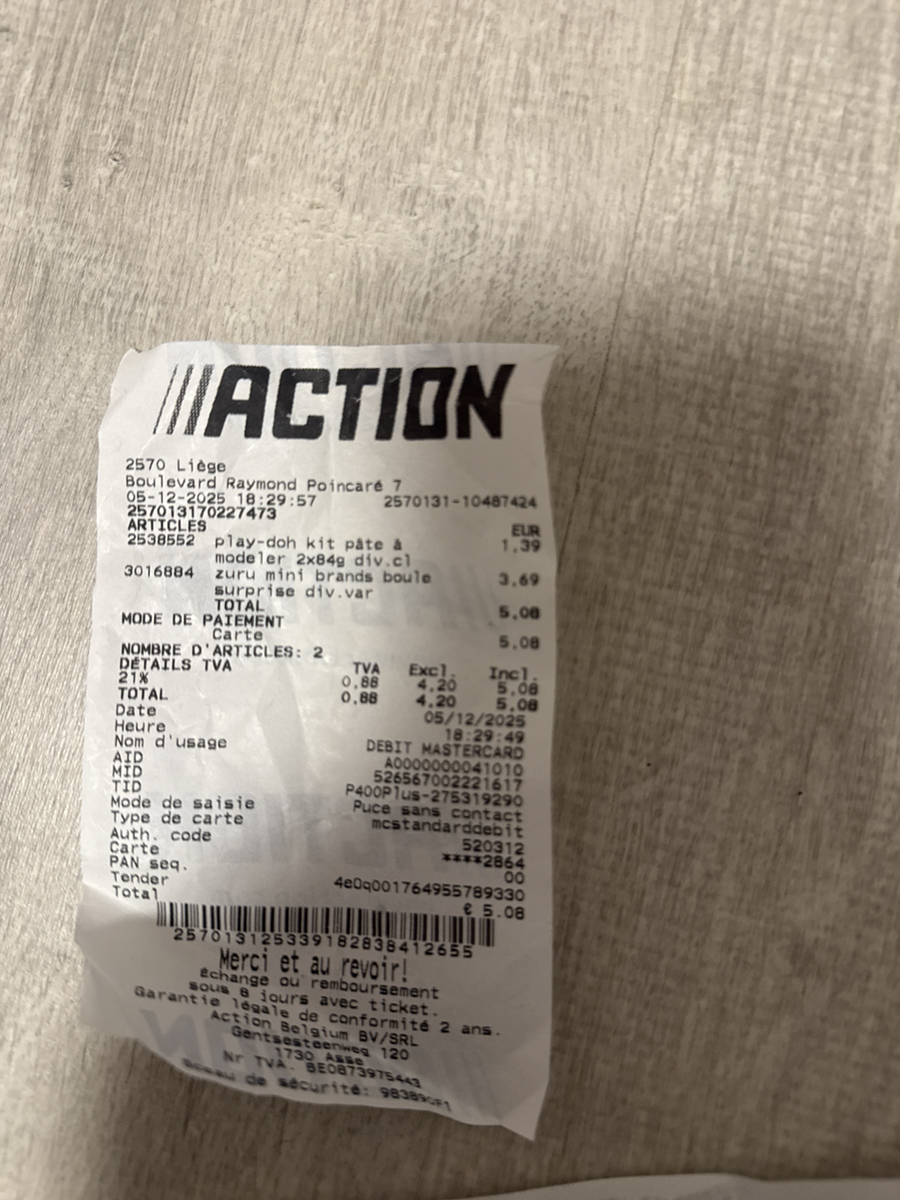 ACTION
2570 Liège
Boulevard Raymond Poincaré 7
05-12-2025 18:29:57 2570131-10487424
257013170227473
ARTICLES EUR
2538552 play-doh kit pâte à 1,39
modeler 2x84g div.cl
3016884 zuru mini brands boule 3,69
surprise div.var
TOTAL 5,08
MODE DE PAIEMENT
Carte 5,08
NOMBRE D'ARTICLES: 2
DÉTAILS TVA TVA Excl. Incl.
21% 0,88 4,20 5,08
TOTAL 0,88 4,20 5,08
Date 05/12/2025
Heure 18:29:49
Nom d'usage DEBIT MASTERCARD
AID A0000000041010
MID 526567002221617
TID P400Plus-275319290
Mode de saisie Puce sans contact
Type de carte mcstandarddebit
Auth. code 520312
Carte ****2864
PAN seq. 00
Tender 4e0q001764955789330
Total € 5.08
2570131253391828384126​55
Merci et au revoir!
Échange ou remboursement
sous 8 jours avec ticket.
Garantie légale de conformité 2 ans.
Action Belgium BV/SRL
Gentsesteenweg 120
1730 Asse
Nr TVA. BE0873975443
de sécurité: